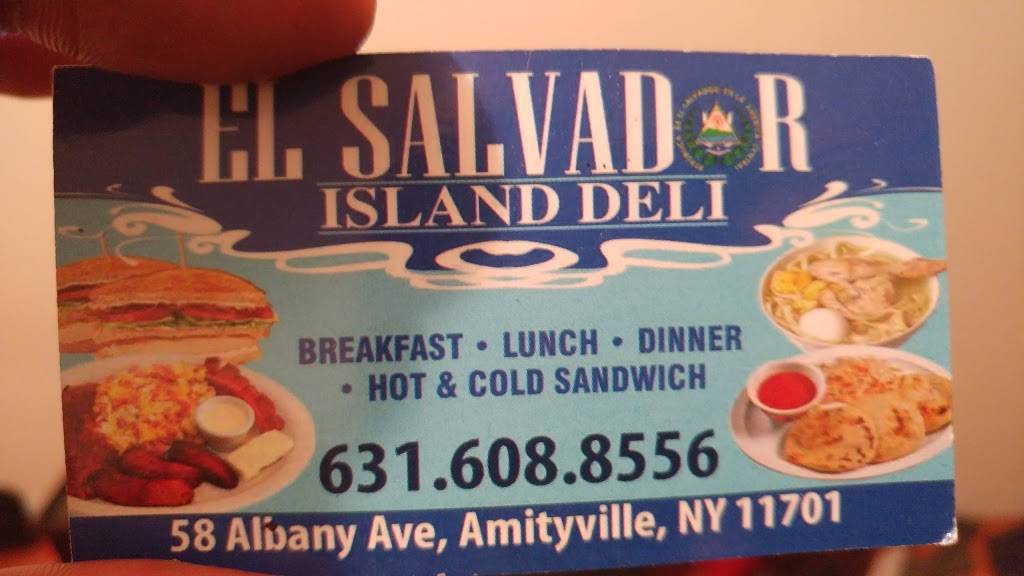 EL SALVADOR
ISLAND DELI
BREAKFAST • LUNCH • DINNER
• HOT & COLD SANDWICH
631.608.8556
58 Albany Ave, Amityville, NY 11701